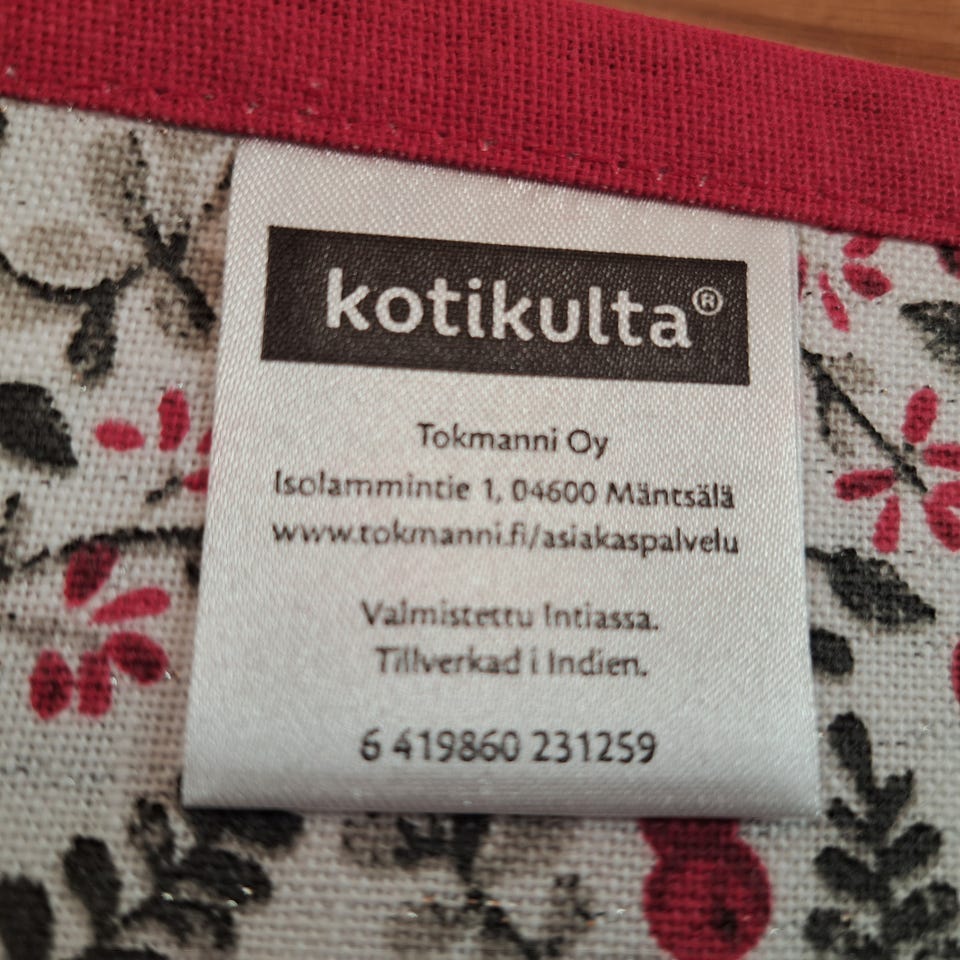 kotikulta®
Tokmanni Oy
Isolammintie 1, 04600 Mäntsälä
www.tokmanni.fi/asiakaspalvelu
Valmistettu Intiassa.
Tillverkad i Indien.
6 419860 231259